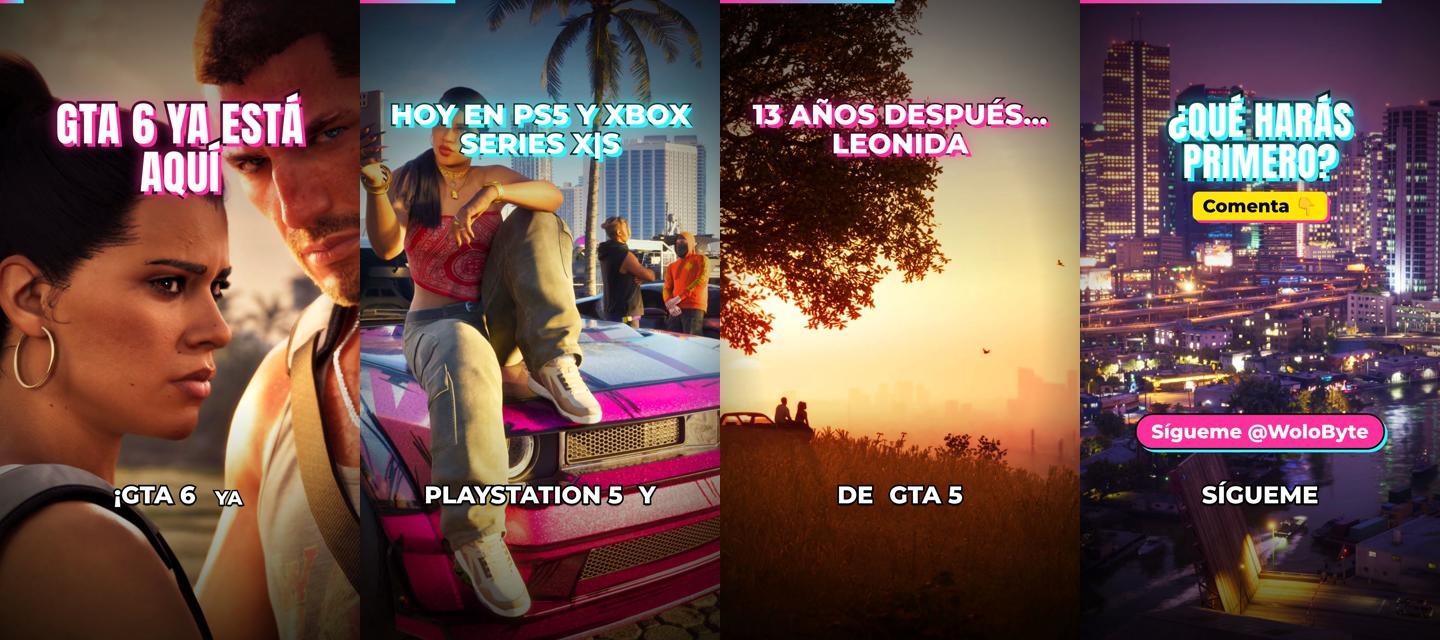 GTA 6 YA ESTÁ
AQUÍ
¡GTA 6 YA
HOY EN PS5 Y XBOX
SERIES X|S
PLAYSTATION 5 Y
13 AÑOS DESPUÉS...
LEONIDA
DE GTA 5
¿QUÉ HARÁS
PRIMERO?
Comenta 👇
Sígueme @WoloByte
SÍGUEME